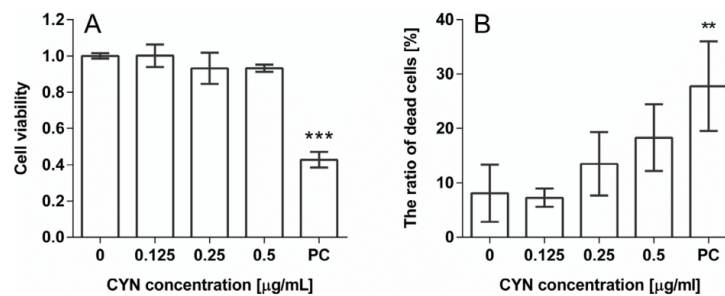 A
Cell viability
1.2
1.0
0.8
0.6
0.4
0.2
0.0
***
0 0.125 0.25 0.5 PC
CYN concentration [μg/mL]
B
The ratio of dead cells [%]
40
30
20
10
0
**
0 0.125 0.25 0.5 PC
CYN concentration [μg/ml]